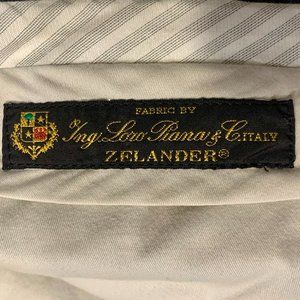 FABRIC BY
Ing. Loro Piana & C. ITALY
ZELANDER®